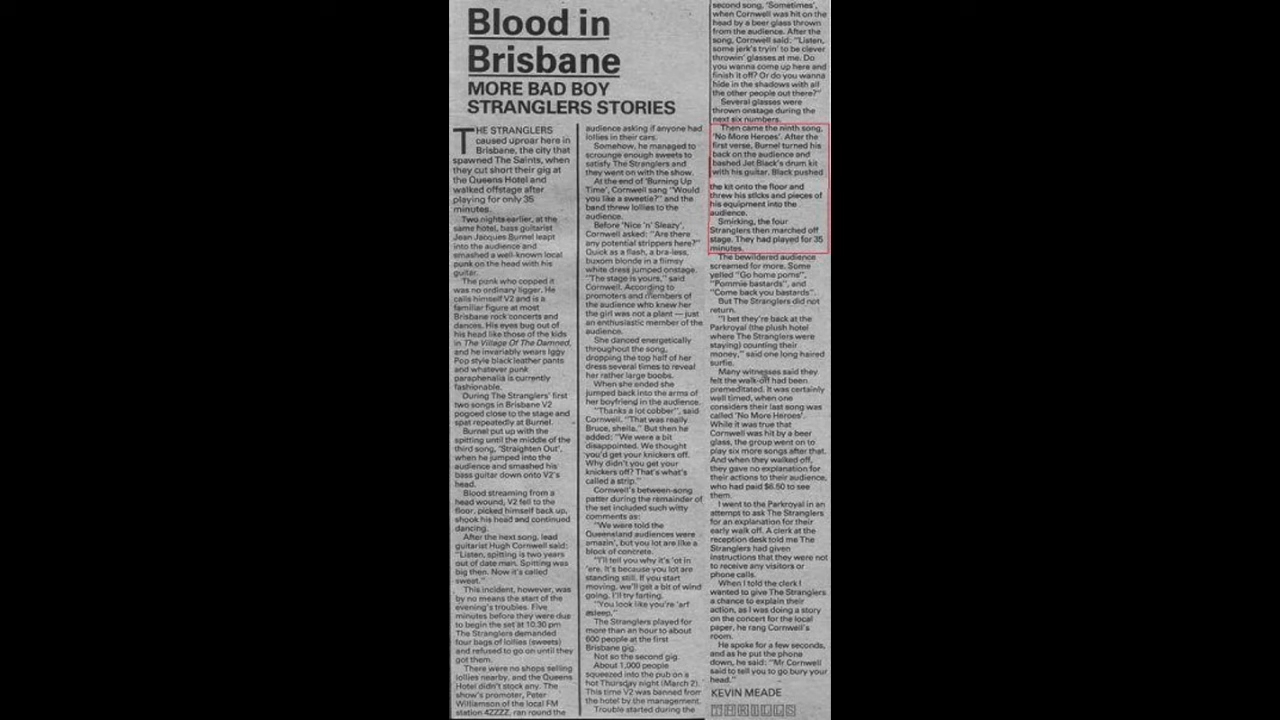 Blood in
Brisbane
MORE BAD BOY
STRANGLERS STORIES
THE STRANGLERS
caused uproar here in
Brisbane, the city that
spawned The Saints, when
they cut short their gig at
the Queens Hotel and
walked offstage after
playing for only 35
minutes.
Two nights earlier, at the
same hotel, bass guitarist
Jean Jacques Burnel leapt
into the audience and
smashed a well-known local
punk on the head with his
guitar.
The punk who copped it
was no ordinary ligger. He
calls himself V2 and is a
familiar figure at most
Brisbane rock concerts and
dances. His eyes bug out of
his head like those of the kids
in The Village Of The Damned,
and he invariably wears Iggy
Pop style black leather pants
and whatever punk
paraphenalia is currently
fashionable.
During The Stranglers' first
two songs in Brisbane V2
pogoed close to the stage and
spat repeatedly at Burnel.
Burnel put up with the
spitting until the middle of the
third song, 'Straighten Out',
when he jumped into the
audience and smashed his
bass guitar down onto V2's
head.
Blood streaming from a
head wound, V2 fell to the
floor, picked himself back up,
shook his head and continued
dancing.
After the next song, lead
guitarist Hugh Cornwell said:
"Listen, spitting is two years
out of date man. Spitting was
big then. Now it's called
sweat."
This incident, however, was
by no means the start of the
evening's troubles. Five
minutes before they were due
to begin the set at 10.30 pm
The Stranglers demanded
four bags of lollies (sweets)
and refused to go on until they
got them.
There were no shops selling
lollies nearby, and the Queens
Hotel didn't stock any. The
show's promoter, Peter
Williamson of the local FM
station 4ZZZZ, ran round the
audience asking if anyone had
lollies in their cars.
Somehow, he managed to
scrounge enough sweets to
satisfy The Stranglers and
they went on with the show.
At the end of 'Burning Up
Time', Cornwell sang "Would
you like a sweetie?" and the
band threw lollies to the
audience.
Before 'Nice 'n' Sleazy',
Cornwell asked: "Are there
any potential strippers here?"
Quick as a flash, a bra-less,
buxom blonde in a flimsy
white dress jumped onstage.
"The stage is yours," said
Cornwell. According to
promoters and members of
the audience who knew her
the girl was not a plant — just
an enthusiastic member of the
audience.
She danced energetically
throughout the song,
dropping the top half of her
dress several times to reveal
her rather large boobs.
When she ended she
jumped back into the arms of
her boyfriend in the audience.
"Thanks a lot cobber", said
Cornwell. "That was really
Bruce, sheila." But then he
added: "We were a bit
disappointed. We thought
you'd get your knickers off.
Why didn't you get your
knickers off? That's what's
called a strip."
Cornwell's between-song
patter during the remainder of
the set included such witty
comments as:
"We were told the
Queensland audiences were
amazin', but you lot are like a
block of concrete.
"I'll tell you why it's 'ot in
'ere. It's because you lot are
standing still. If you start
moving, we'll get a bit of wind
going. I'll try farting.
"You look like you're 'arf
asleep."
The Stranglers played for
more than an hour to about
600 people at the first
Brisbane gig.
Not so the second gig.
About 1,000 people
squeezed into the pub on a
hot Thursday night (March 2).
This time V2 was banned from
the hotel by the management.
Trouble started during the
second song, 'Sometimes',
when Cornwell was hit on the
head by a beer glass thrown
from the audience. After the
song, Cornwell said: "Listen,
some jerk's tryin' to be clever
throwin' glasses at me. Do
you wanna come up here and
finish it off? Or do you wanna
hide in the shadows with all
the other people out there?"
Several glasses were
thrown onstage during the
next six numbers.
Then came the ninth song,
'No More Heroes'. After the
first verse, Burnel turned his
back on the audience and
bashed Jet Black's drum kit
with his guitar. Black pushed
the kit onto the floor and
threw his sticks and pieces of
his equipment into the
audience.
Smirking, the four
Stranglers then marched off
stage. They had played for 35
minutes.
The bewildered audience
screamed for more. Some
yelled "Go home poms",
"Pommie bastards", and
"Come back you bastards".
But The Stranglers did not
return.
"I bet they're back at the
Parkroyal (the plush hotel
where The Stranglers were
staying) counting their
money," said one long haired
surfie.
Many witnesses said they
felt the walk-off had been
premeditated. It was certainly
well timed, when one
considers their last song was
called 'No More Heroes'.
While it was true that
Cornwell was hit by a beer
glass, the group went on to
play six more songs after that.
And when they walked off,
they gave no explanation for
their actions to their audience,
who had paid $6.50 to see
them.
I went to the Parkroyal in an
attempt to ask The Stranglers
for an explanation for their
early walk off. A clerk at the
reception desk told me The
Stranglers had given
instructions that they were not
to receive any visitors or
phone calls.
When I told the clerk I
wanted to give The Stranglers
a chance to explain their
action, as I was doing a story
on the concert for the local
paper, he rang Cornwell's
room.
He spoke for a few seconds,
and as he put the phone
down, he said: "Mr Cornwell
said to tell you to go bury your
head."
KEVIN MEADE
THRILLS